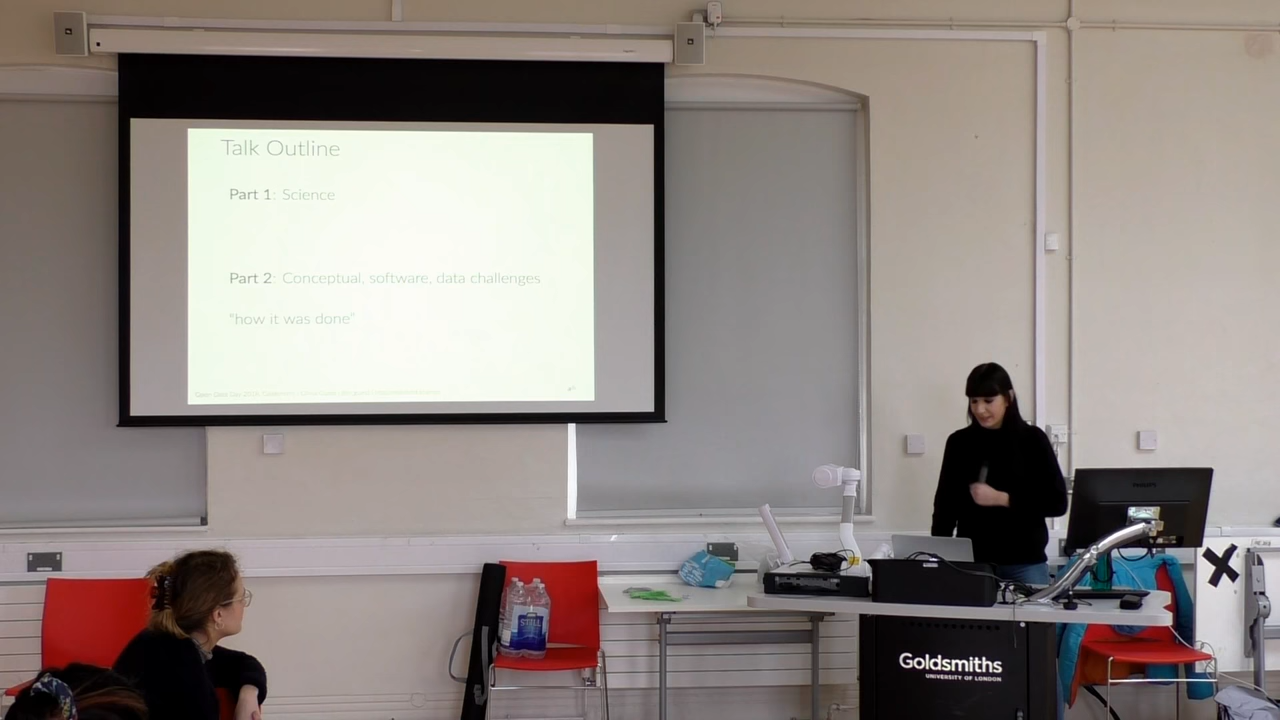 Talk Outline
Part 1: Science
Part 2: Conceptual, software, data challenges
"how it was done"
STILL
PHILIPS
Goldsmiths
UNIVERSITY OF LONDON